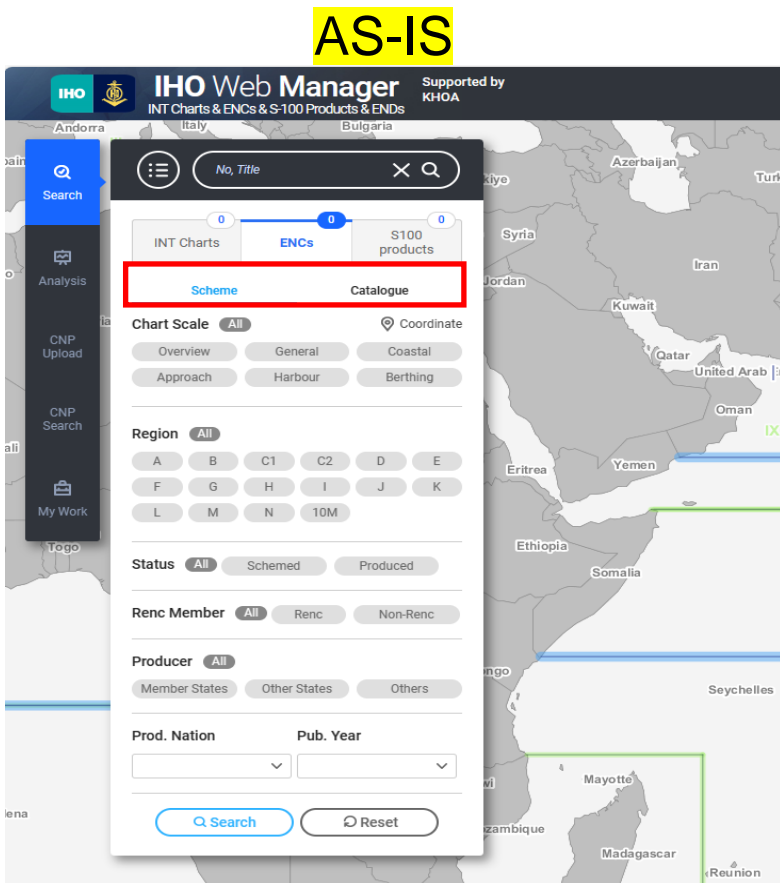 AS-IS
IHO
IHO Web Manager
INT Charts & ENCs & S-100 Products & ENDs
Supported by
KHOA
Andorra
Italy
Bulgaria
No, Title
Azerbaijan
Search
INT Charts
0
ENCs
0
S100
products
0
Syria
Iran
Analysis
Scheme
Catalogue
Jordan
Kuwait
Chart Scale
All
Coordinate
CNP
Upload
Overview
General
Coastal
Qatar
Approach
Harbour
Berthing
United Arab
CNP
Search
Oman
IX
Region
All
A
B
C1
C2
D
E
Eritrea
Yemen
F
G
H
I
J
K
My Work
L
M
N
10M
Togo
Ethiopia
Status
All
Schemed
Produced
Somalia
Renc Member
All
Renc
Non-Renc
Producer
All
Member States
Other States
Others
Seychelles
Prod. Nation
Pub. Year
Mayotte
Search
Reset
Madagascar
Reunion